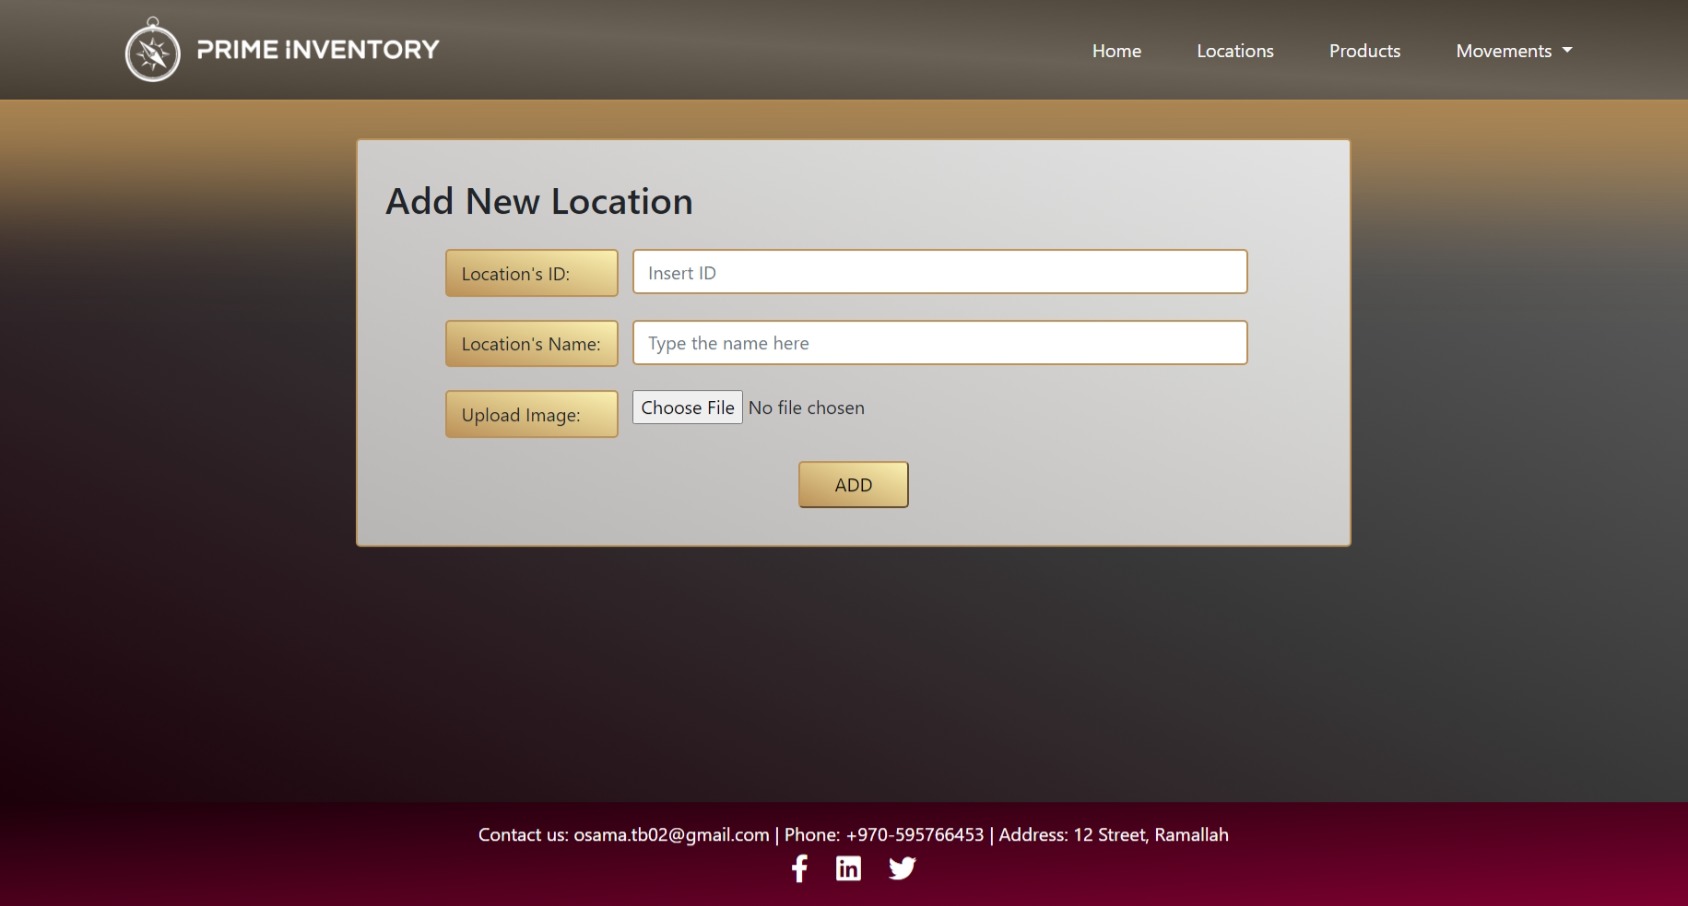 PRIME INVENTORY
Home Locations Products Movements
Add New Location
Location's ID: Insert ID
Location's Name: Type the name here
Upload Image: Choose File No file chosen
ADD
Contact us: osama.tb02@gmail.com | Phone: +970-595766453 | Address: 12 Street, Ramallah